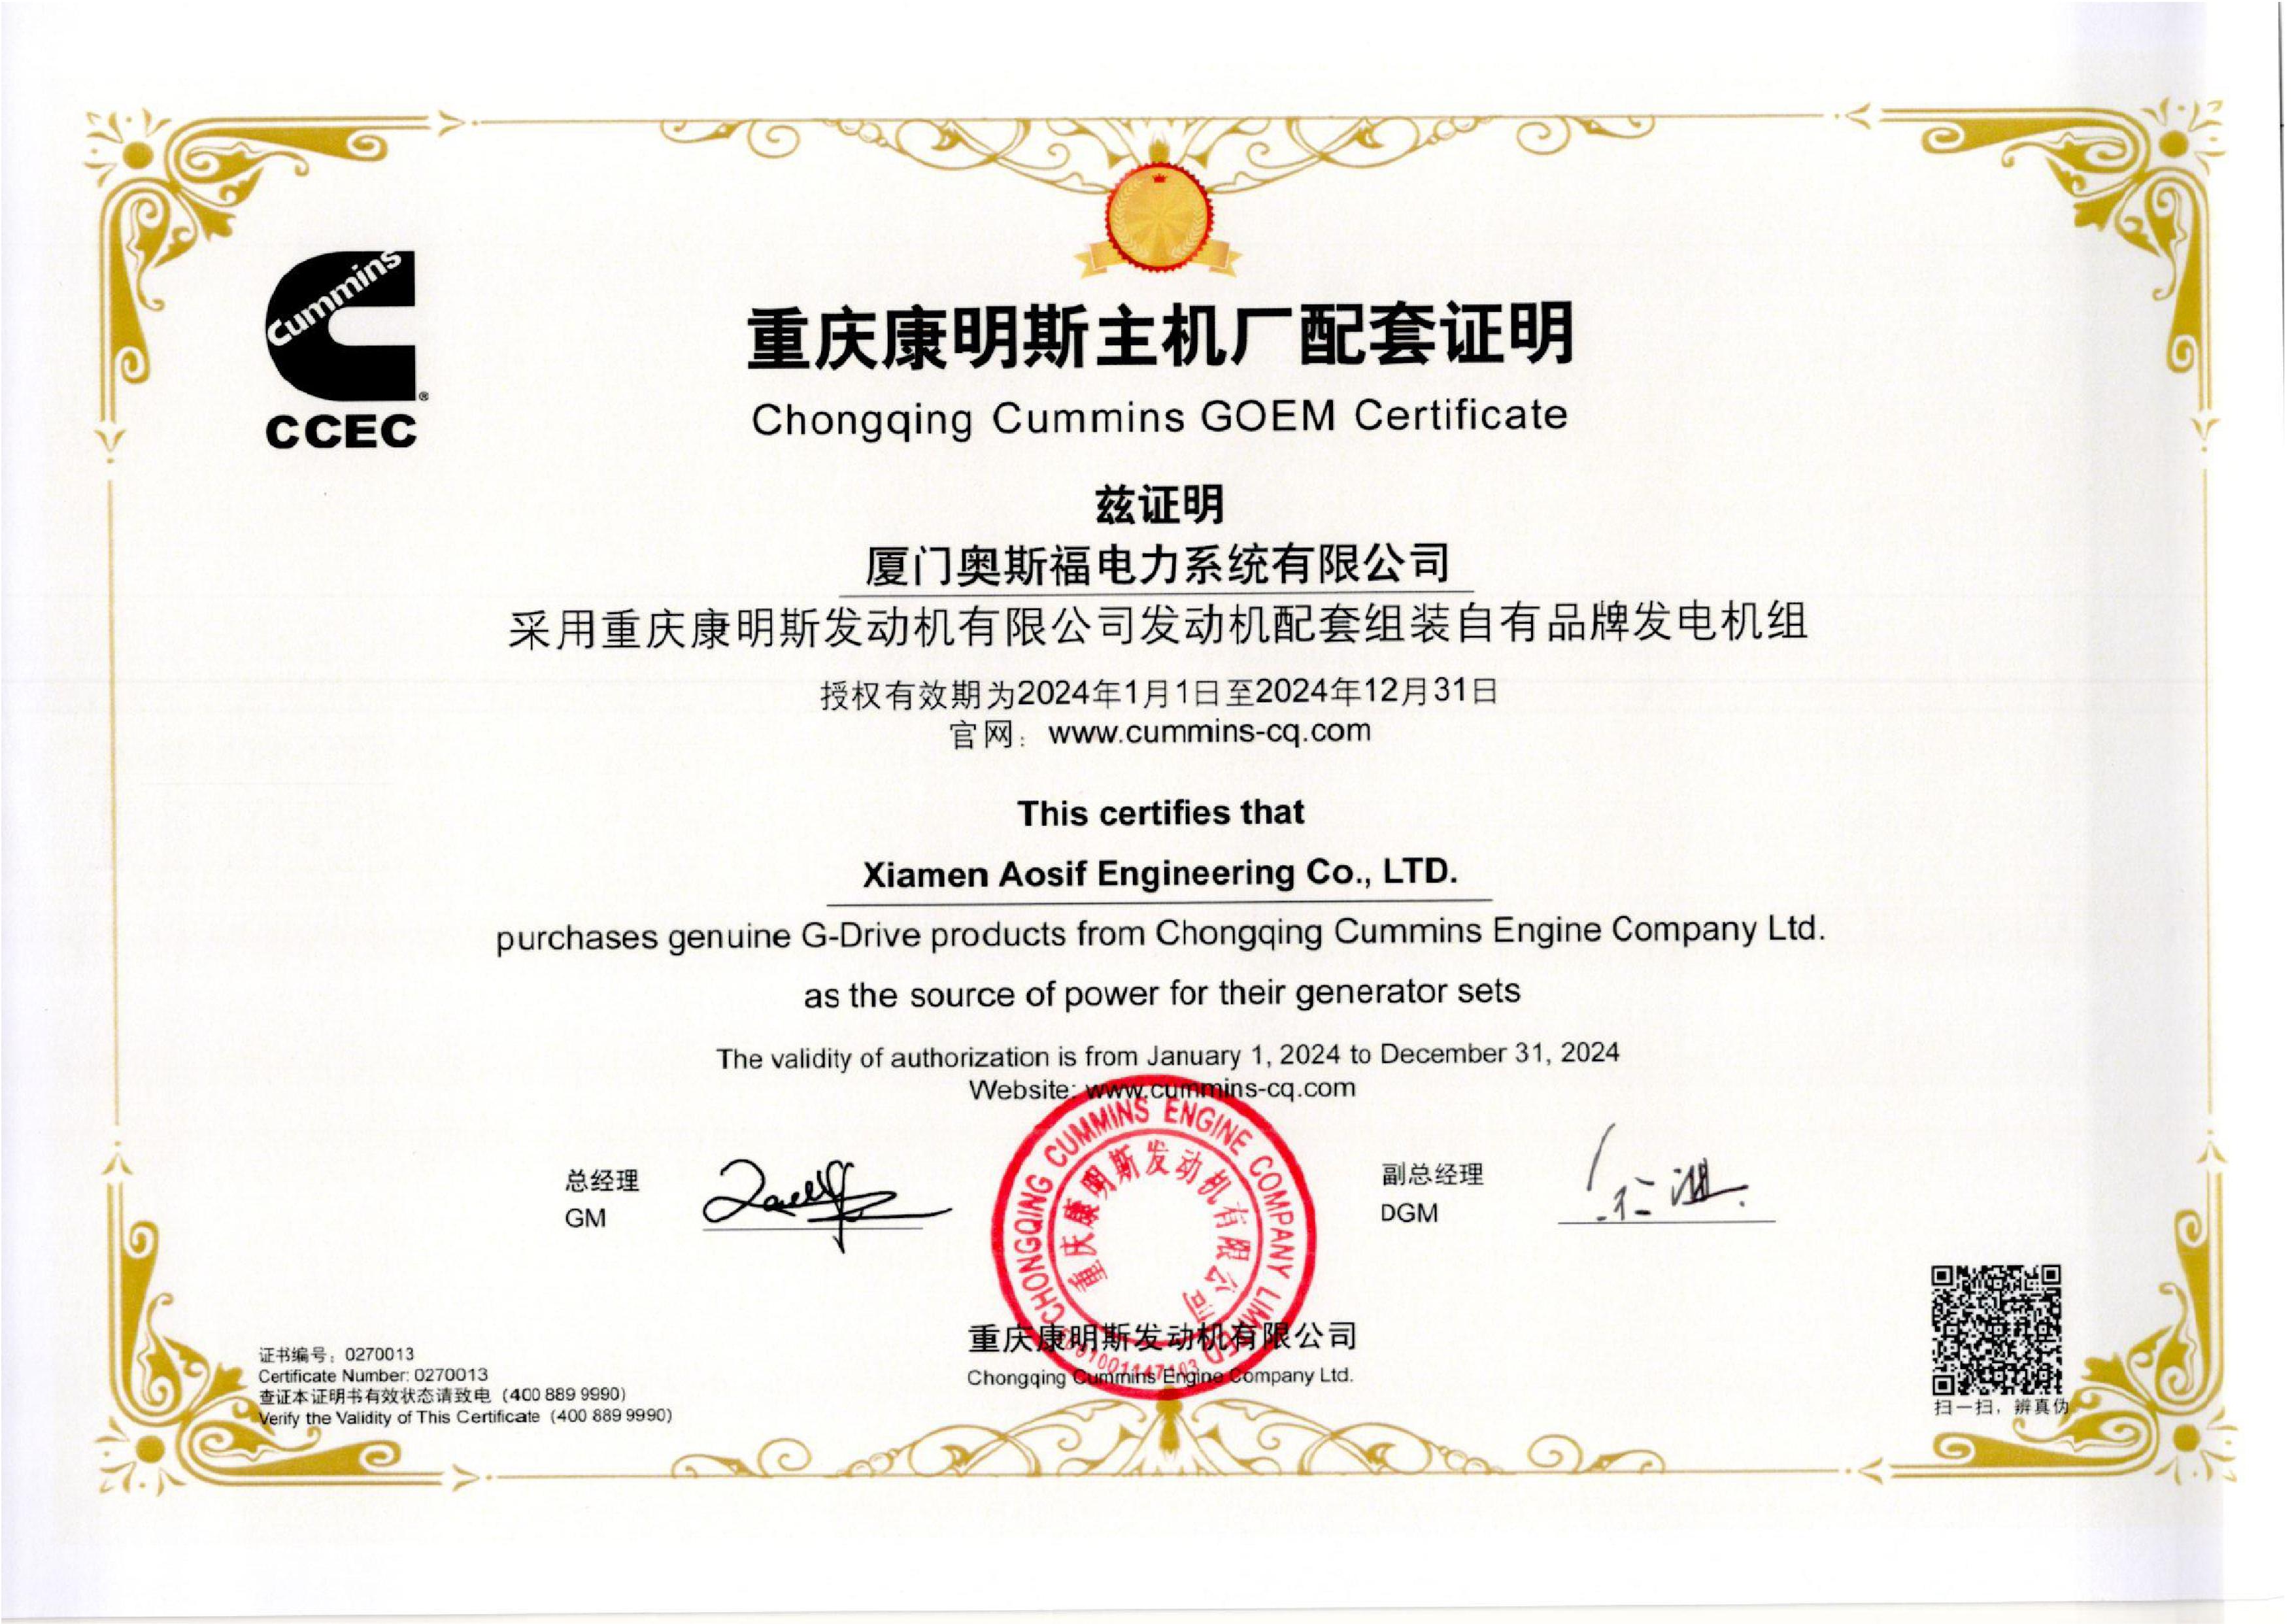 Cummins
®
CCEC
重庆康明斯主机厂配套证明
Chongqing Cummins GOEM Certificate
兹证明
厦门奥斯福电力系统有限公司
采用重庆康明斯发动机有限公司发动机配套组装自有品牌发电机组
授权有效期为2024年1月1日至2024年12月31日
官网：www.cummins-cq.com
This certifies that
Xiamen Aosif Engineering Co., LTD.
purchases genuine G-Drive products from Chongqing Cummins Engine Company Ltd.
as the source of power for their generator sets
The validity of authorization is from January 1, 2024 to December 31, 2024
Website: www.cummins-cq.com
总经理
GM
副总经理
DGM
CHONGQING CUMMINS ENGINE COMPANY LIMITED
重庆康明斯发动机有限公司
重庆康明斯发动机有限公司
Chongqing Cummins Engine Company Ltd.
证书编号：0270013
Certificate Number: 0270013
查证本证明书有效状态请致电（400 889 9990）
Verify the Validity of This Certificate（400 889 9990）
扫一扫，辨真伪